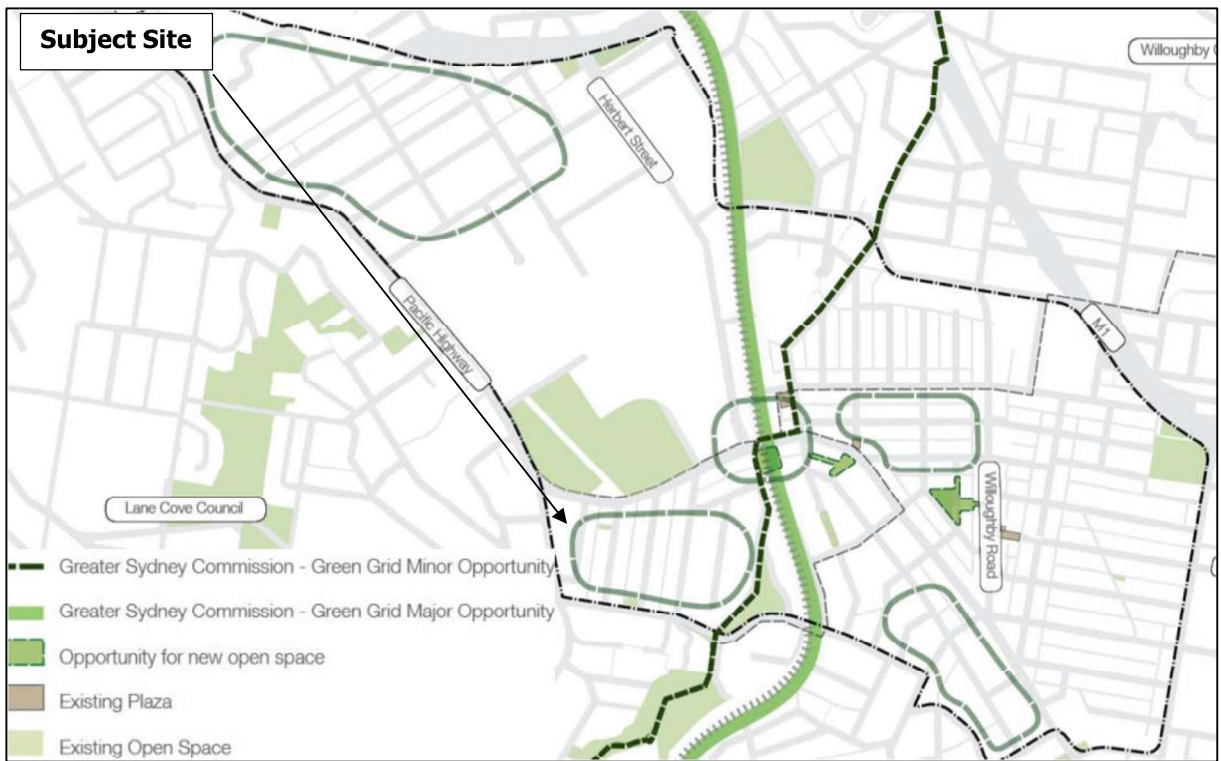 Subject Site
Willoughby
Herbert Street
Pacific Highway
M1
Willoughby Road
Lane Cove Council
Greater Sydney Commission - Green Grid Minor Opportunity
Greater Sydney Commission - Green Grid Major Opportunity
Opportunity for new open space
Existing Plaza
Existing Open Space